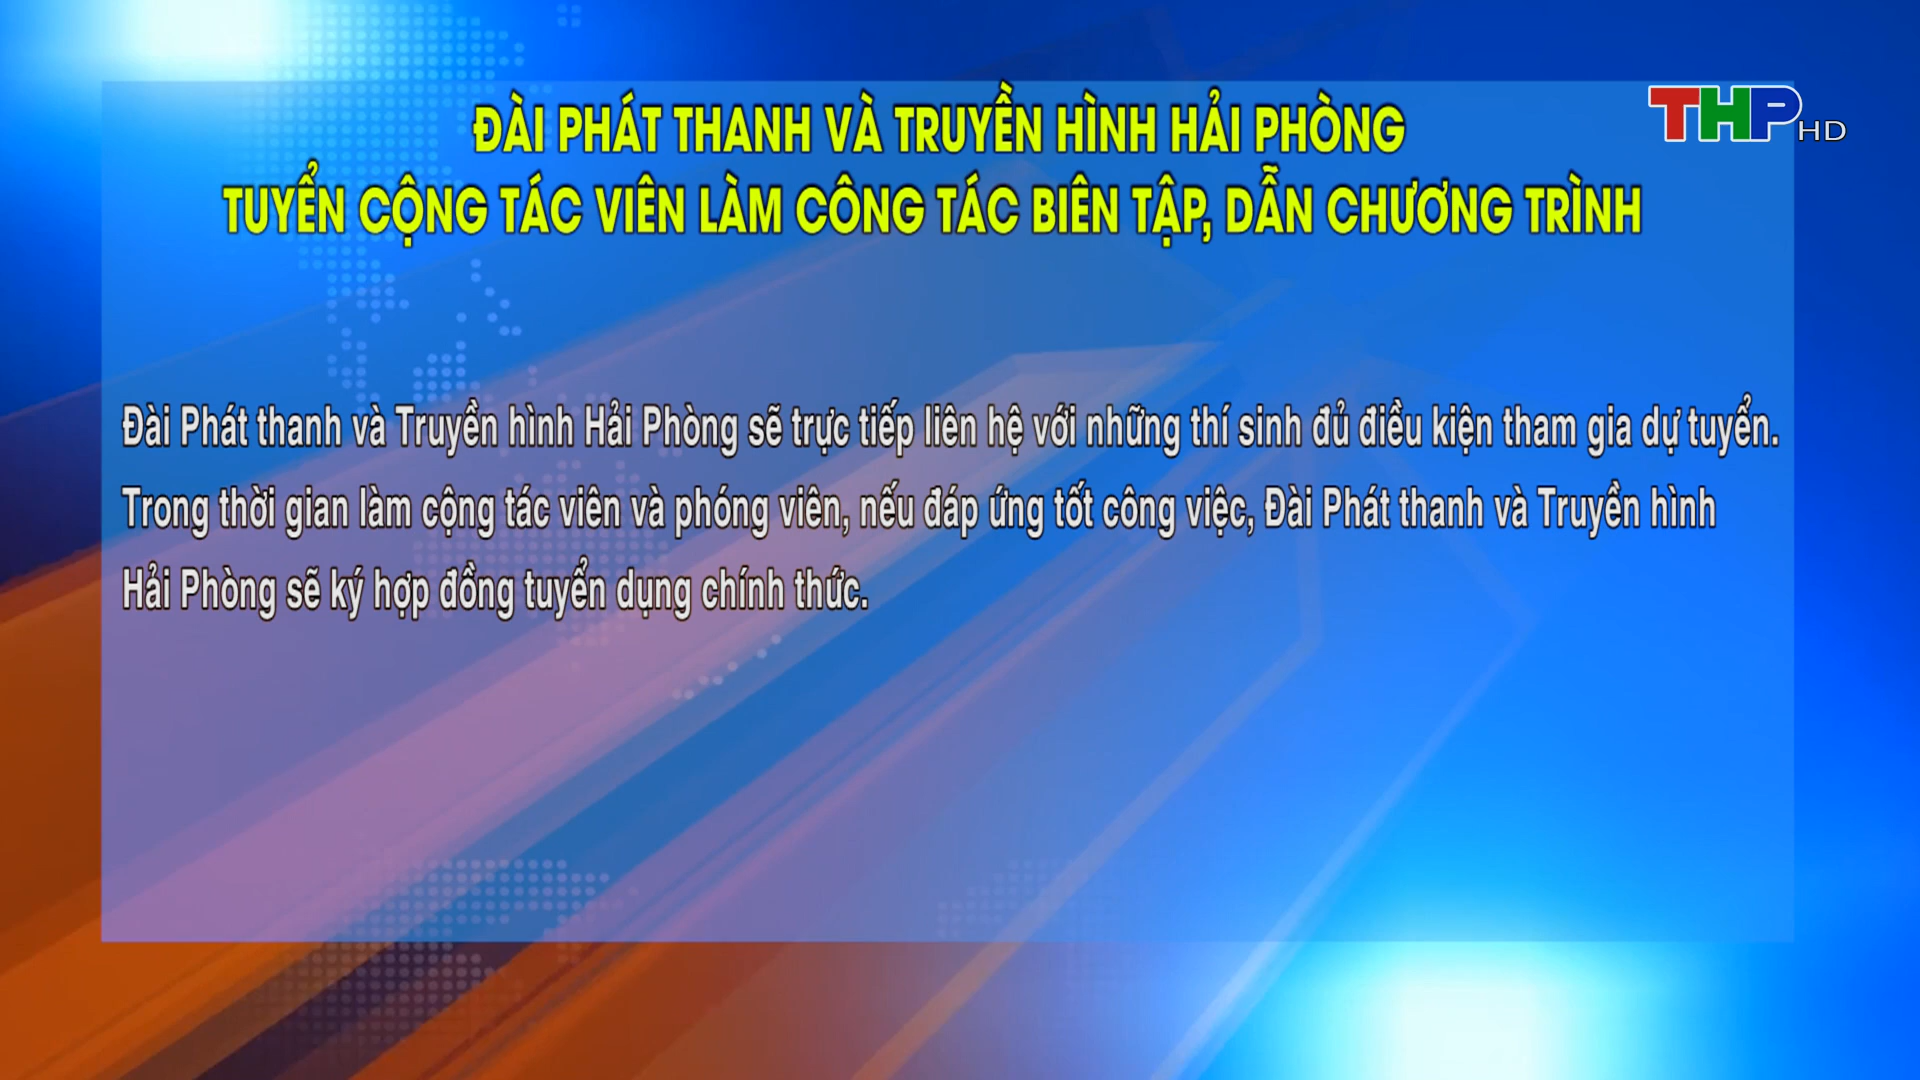 ĐÀI PHÁT THANH VÀ TRUYỀN HÌNH HẢI PHÒNG
THP HD
TUYỂN CỘNG TÁC VIÊN LÀM CÔNG TÁC BIÊN TẬP, DẪN CHƯƠNG TRÌNH
Đài Phát thanh và Truyền hình Hải Phòng sẽ trực tiếp liên hệ với những thí sinh đủ điều kiện tham gia dự tuyển.
Trong thời gian làm cộng tác viên và phóng viên, nếu đáp ứng tốt công việc, Đài Phát thanh và Truyền hình
Hải Phòng sẽ ký hợp đồng tuyển dụng chính thức.